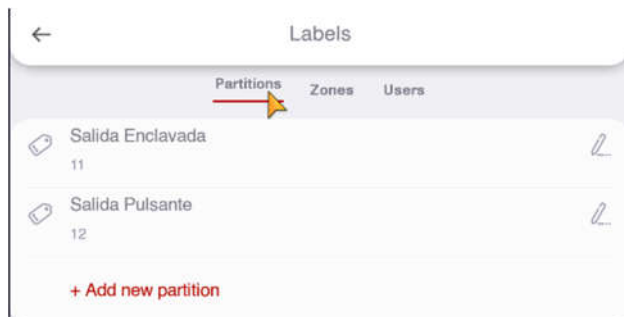 Labels
Partitions Zones Users
Salida Enclavada
11
Salida Pulsante
12
+ Add new partition